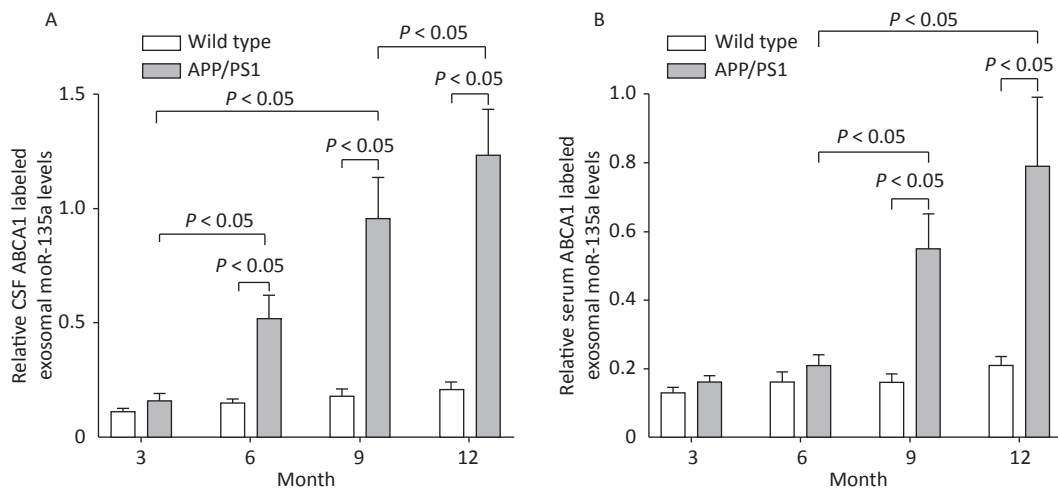 A
Wild type
APP/PS1
P < 0.05
P < 0.05
P < 0.05
P < 0.05
P < 0.05
P < 0.05
1.5
1.0
0.5
0
Relative CSF ABCA1 labeled
exosomal moR-135a levels
3 6 9 12
Month
B
Wild type
APP/PS1
P < 0.05
P < 0.05
P < 0.05
P < 0.05
1.0
0.8
0.6
0.4
0.2
0
Relative serum ABCA1 labeled
exosomal moR-135a levels
3 6 9 12
Month